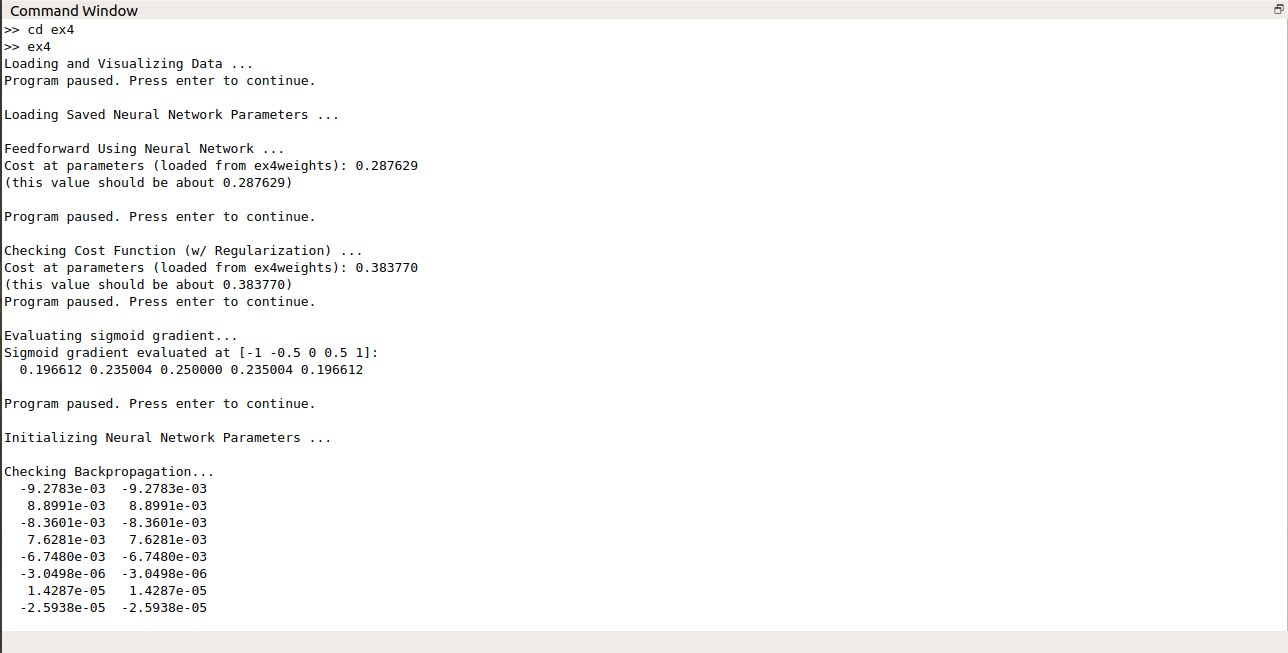 Command Window
>> cd ex4
>> ex4
Loading and Visualizing Data ...
Program paused. Press enter to continue.
Loading Saved Neural Network Parameters ...
Feedforward Using Neural Network ...
Cost at parameters (loaded from ex4weights): 0.287629
(this value should be about 0.287629)
Program paused. Press enter to continue.
Checking Cost Function (w/ Regularization) ...
Cost at parameters (loaded from ex4weights): 0.383770
(this value should be about 0.383770)
Program paused. Press enter to continue.
Evaluating sigmoid gradient...
Sigmoid gradient evaluated at [-1 -0.5 0 0.5 1]:
0.196612 0.235004 0.250000 0.235004 0.196612
Program paused. Press enter to continue.
Initializing Neural Network Parameters ...
Checking Backpropagation...
-9.2783e-03 -9.2783e-03
8.8991e-03 8.8991e-03
-8.3601e-03 -8.3601e-03
7.6281e-03 7.6281e-03
-6.7480e-03 -6.7480e-03
-3.0498e-06 -3.0498e-06
1.4287e-05 1.4287e-05
-2.5938e-05 -2.5938e-05